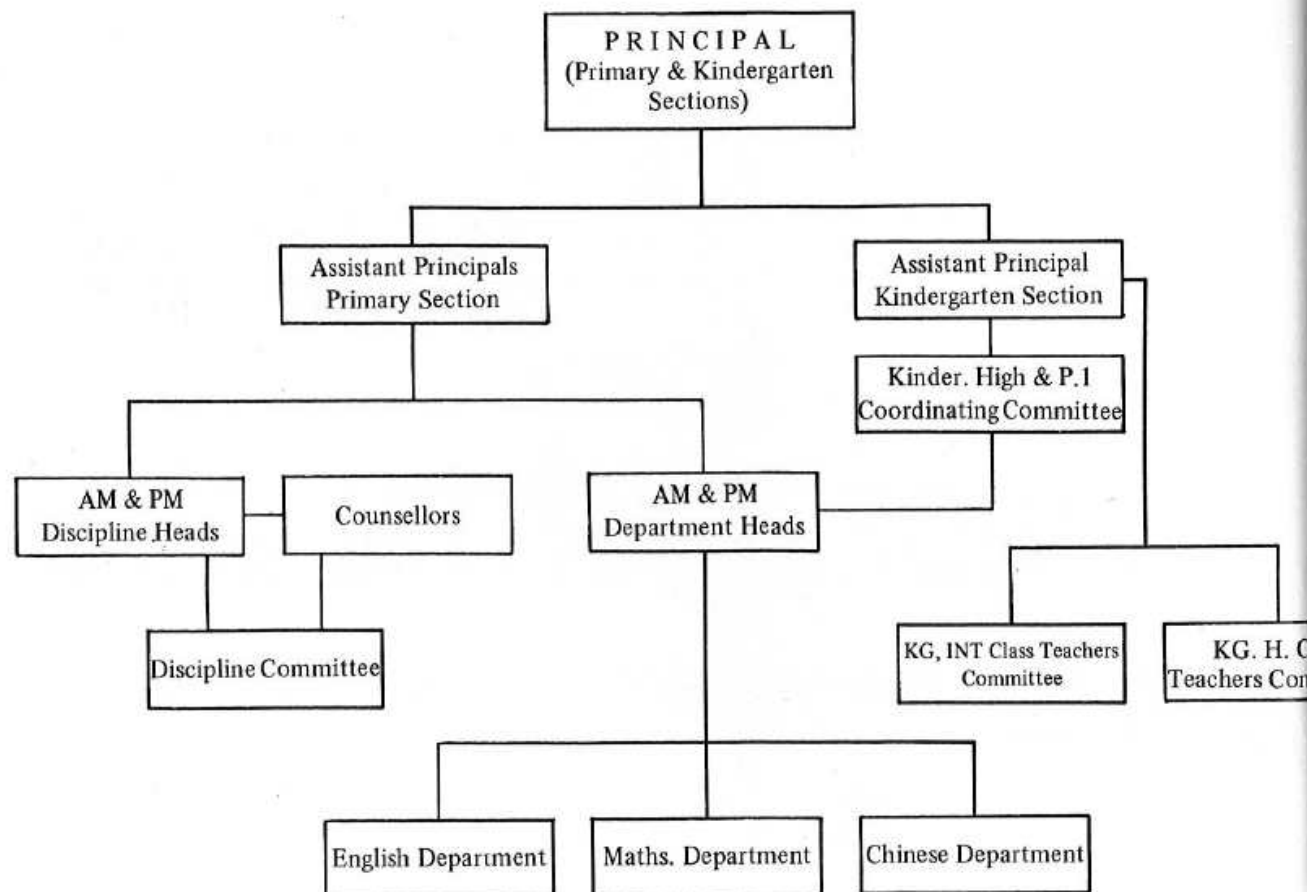 PRINCIPAL
(Primary & Kindergarten
Sections)
Assistant Principals
Primary Section
Assistant Principal
Kindergarten Section
Kinder. High & P.1
Coordinating Committee
AM & PM
Discipline Heads
Counsellors
AM & PM
Department Heads
Discipline Committee
KG, INT Class Teachers
Committee
KG. H.
Teachers
English Department
Maths. Department
Chinese Department